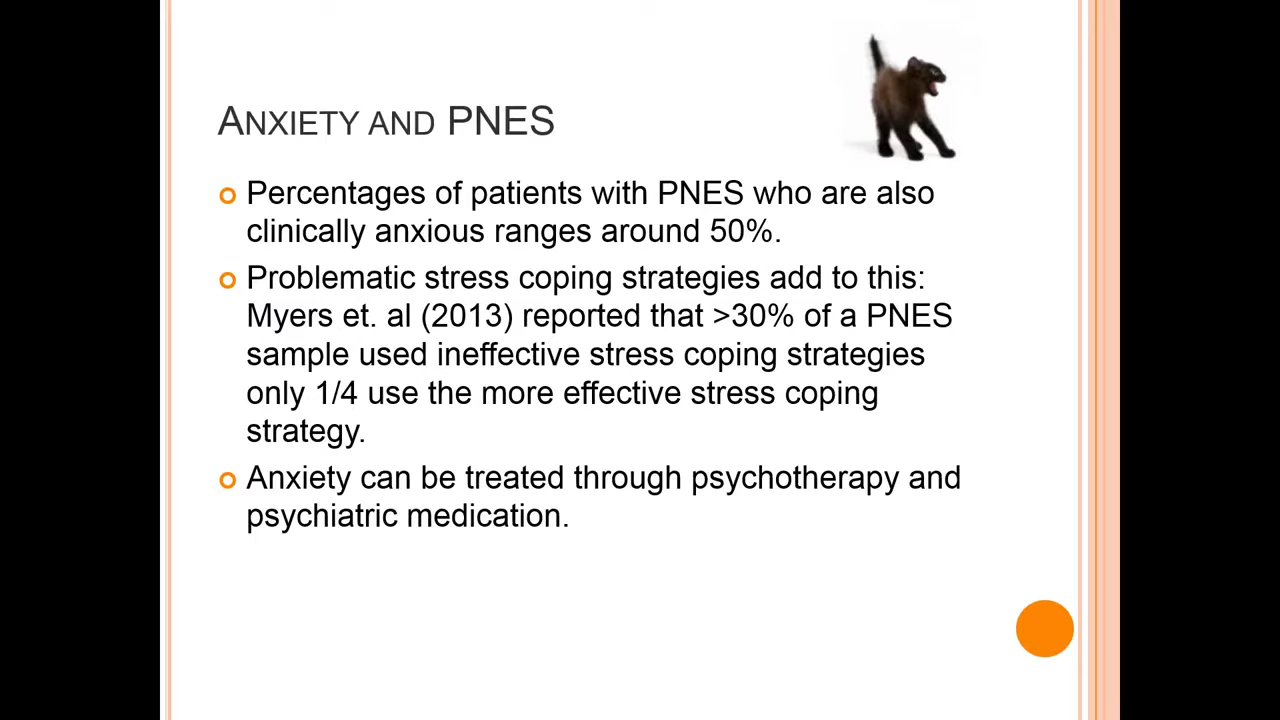 Anxiety and PNES
Percentages of patients with PNES who are also
clinically anxious ranges around 50%.
Problematic stress coping strategies add to this:
Myers et. al (2013) reported that >30% of a PNES
sample used ineffective stress coping strategies
only 1/4 use the more effective stress coping
strategy.
Anxiety can be treated through psychotherapy and
psychiatric medication.